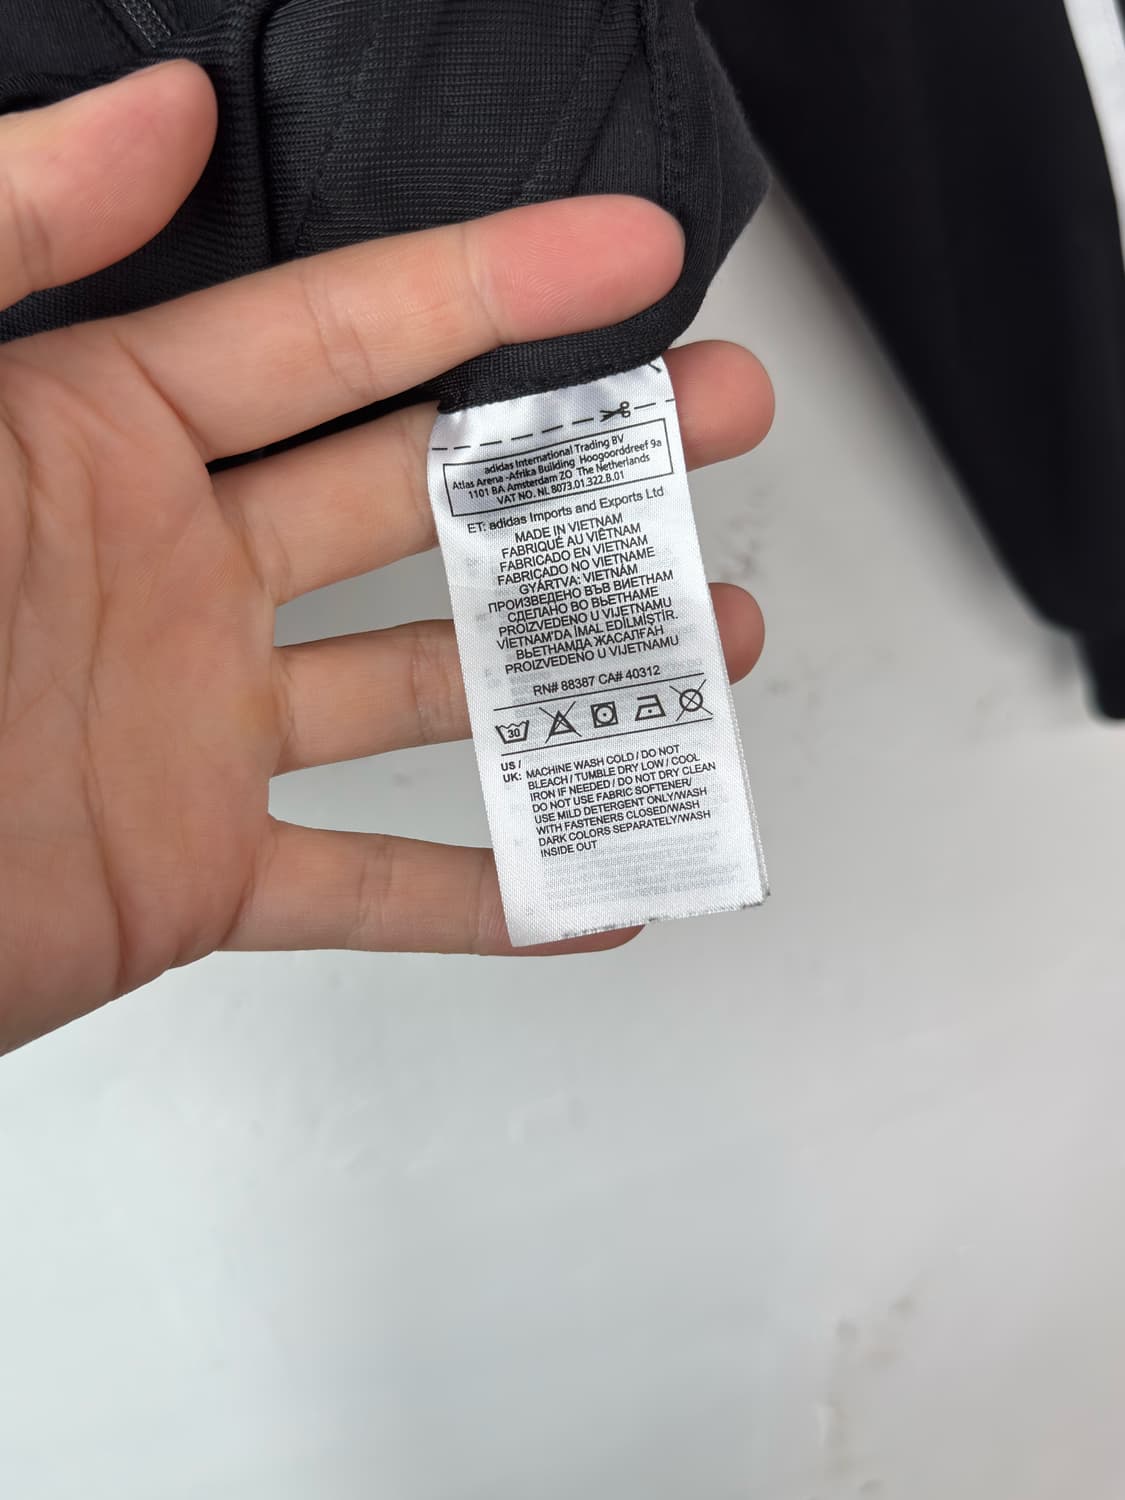 adidas International Trading BV
Atlas Arena -Afrika Building Hoogoorddreef 9a
1101 BA Amsterdam ZO The Netherlands
VAT NO. NL 8073.01.322.B.01
ET: adidas Imports and Exports Ltd
MADE IN VIETNAM
FABRIQUÉ AU VIÊTNAM
FABRICADO EN VIETNAM
FABRICADO NO VIETNAME
GYÁRTVA: VIETNÁM
ПРОИЗВЕДЕНО ВЪВ ВИЕТНАМ
СДЕЛАНО ВО ВЬЕТНАМЕ
PROIZVEDENO U VIJETNAMU
VİETNAM'DA İMAL EDİLMİŞTİR.
ВЬЕТНАМДА ЖАСАЛҒАН
PROIZVEDENO U VIJETNAMU
RN# 88387 CA# 40312
30
US /
UK: MACHINE WASH COLD / DO NOT
BLEACH / TUMBLE DRY LOW / COOL
IRON IF NEEDED / DO NOT DRY CLEAN
DO NOT USE FABRIC SOFTENER/
USE MILD DETERGENT ONLY/WASH
WITH FASTENERS CLOSED/WASH
DARK COLORS SEPARATELY/WASH
INSIDE OUT